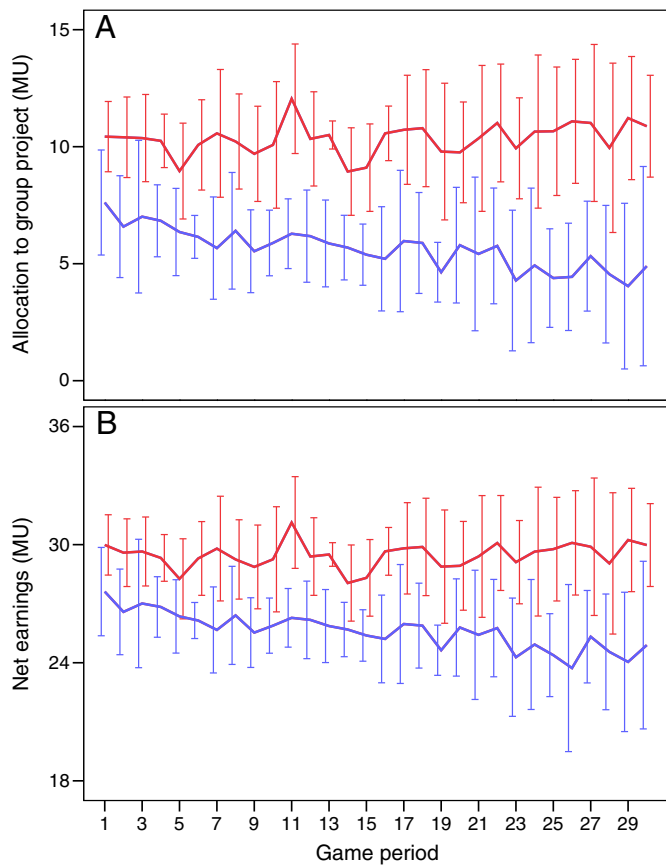 A
Allocation to group project (MU)
15
10
5
0
B
Net earnings (MU)
36
30
24
18
1 3 5 7 9 11 13 15 17 19 21 23 25 27 29
Game period